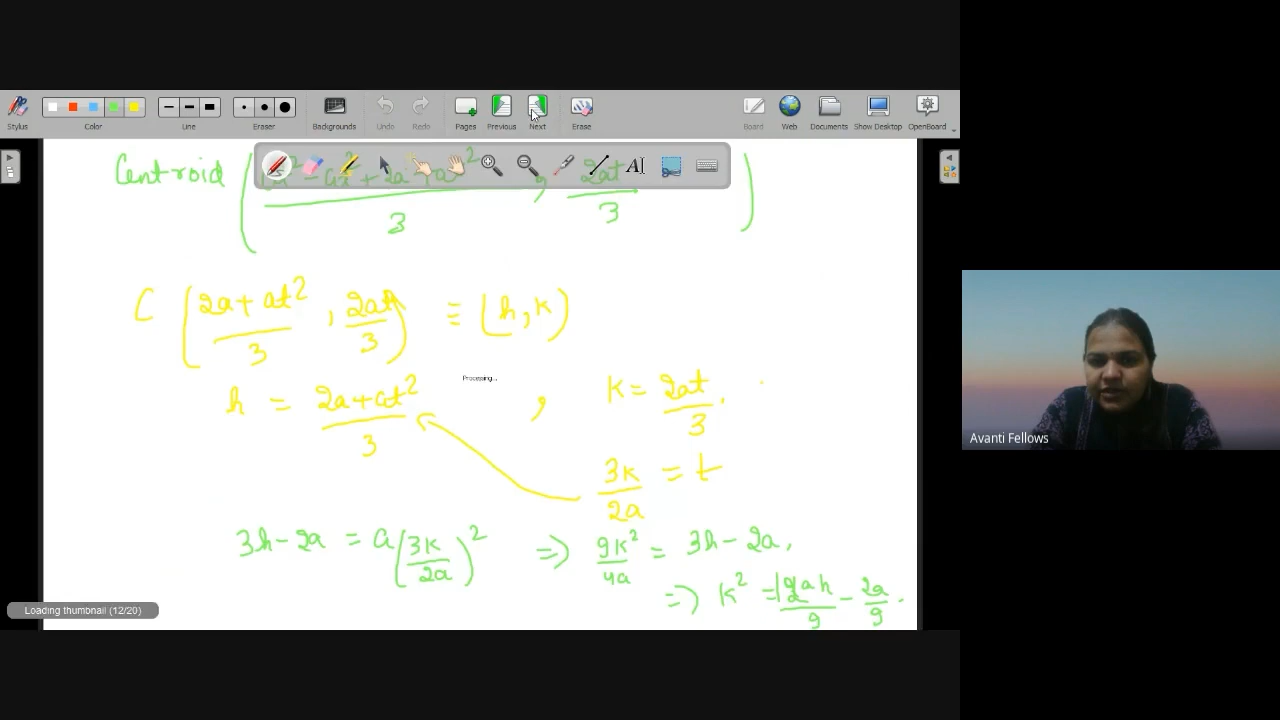 Stylus Color Line Eraser Backgrounds Undo Redo Pages Previous Next Erase Board Web Documents Show Desktop OpenBoard
Centroid ( /3 , 2at/3 )
C ( (2a + at²)/3 , 2at/3 ) ≡ (h, k)
Processing...
h = (2a + at²)/3 , k = 2at/3 .
Avanti Fellows
3k/2a = t
3h - 2a = a(3k/2a)² => 9k²/4a = 3h - 2a,
=> k² = 12ah/9 - 2a/9 .
Loading thumbnail (12/20)